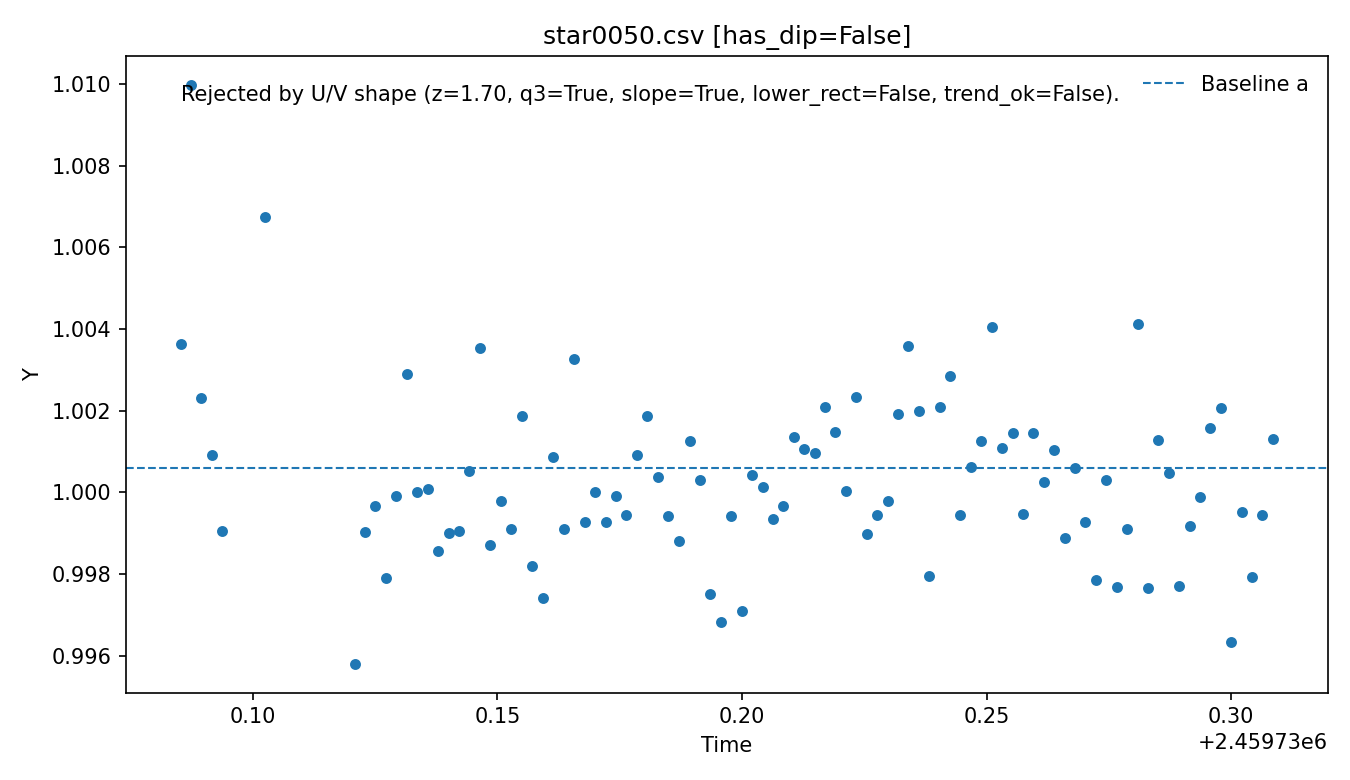 star0050.csv [has_dip=False]
Rejected by U/V shape (z=1.70, q3=True, slope=True, lower_rect=False, trend_ok=False).
Baseline a
1.010
1.008
1.006
1.004
1.002
1.000
0.998
0.996
Y
0.10
0.15
0.20
0.25
0.30
Time
+2.45973e6